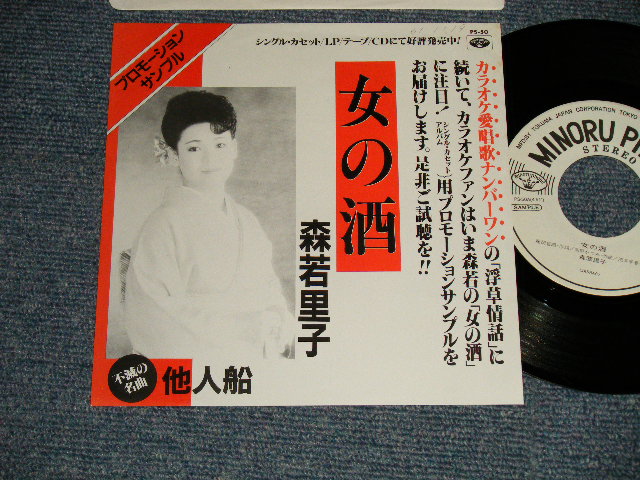 シングル・カセット/LP/テープ/CDにて好評発売中!
PS-50
プロモーション
サンプル
カラオケ愛唱歌ナンバーワンの「浮草情話」に
続いて、カラオケファンはいま森若の「女の酒」
に注目!(シングル・カセット アルバム)用プロモーションサンプルを
お届けします。是非ご試聴を!!
女の酒
森若里子
不滅の
名曲
他人船
MINORU PH
STEREO
SAMPLE
女の酒
森若里子